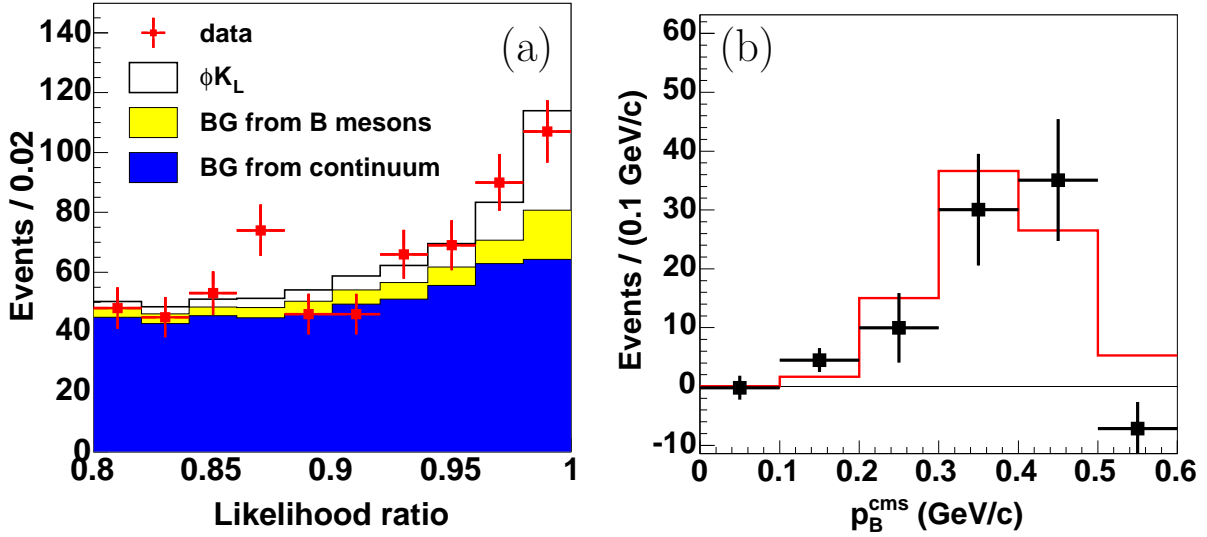 (a)
data
ϕK_L
BG from B mesons
BG from continuum
Events / 0.02
140
120
100
80
60
40
20
0
0.8 0.85 0.9 0.95 1
Likelihood ratio
(b)
Events / (0.1 GeV/c)
60
50
40
30
20
10
0
-10
0 0.1 0.2 0.3 0.4 0.5 0.6
p_B^cms (GeV/c)